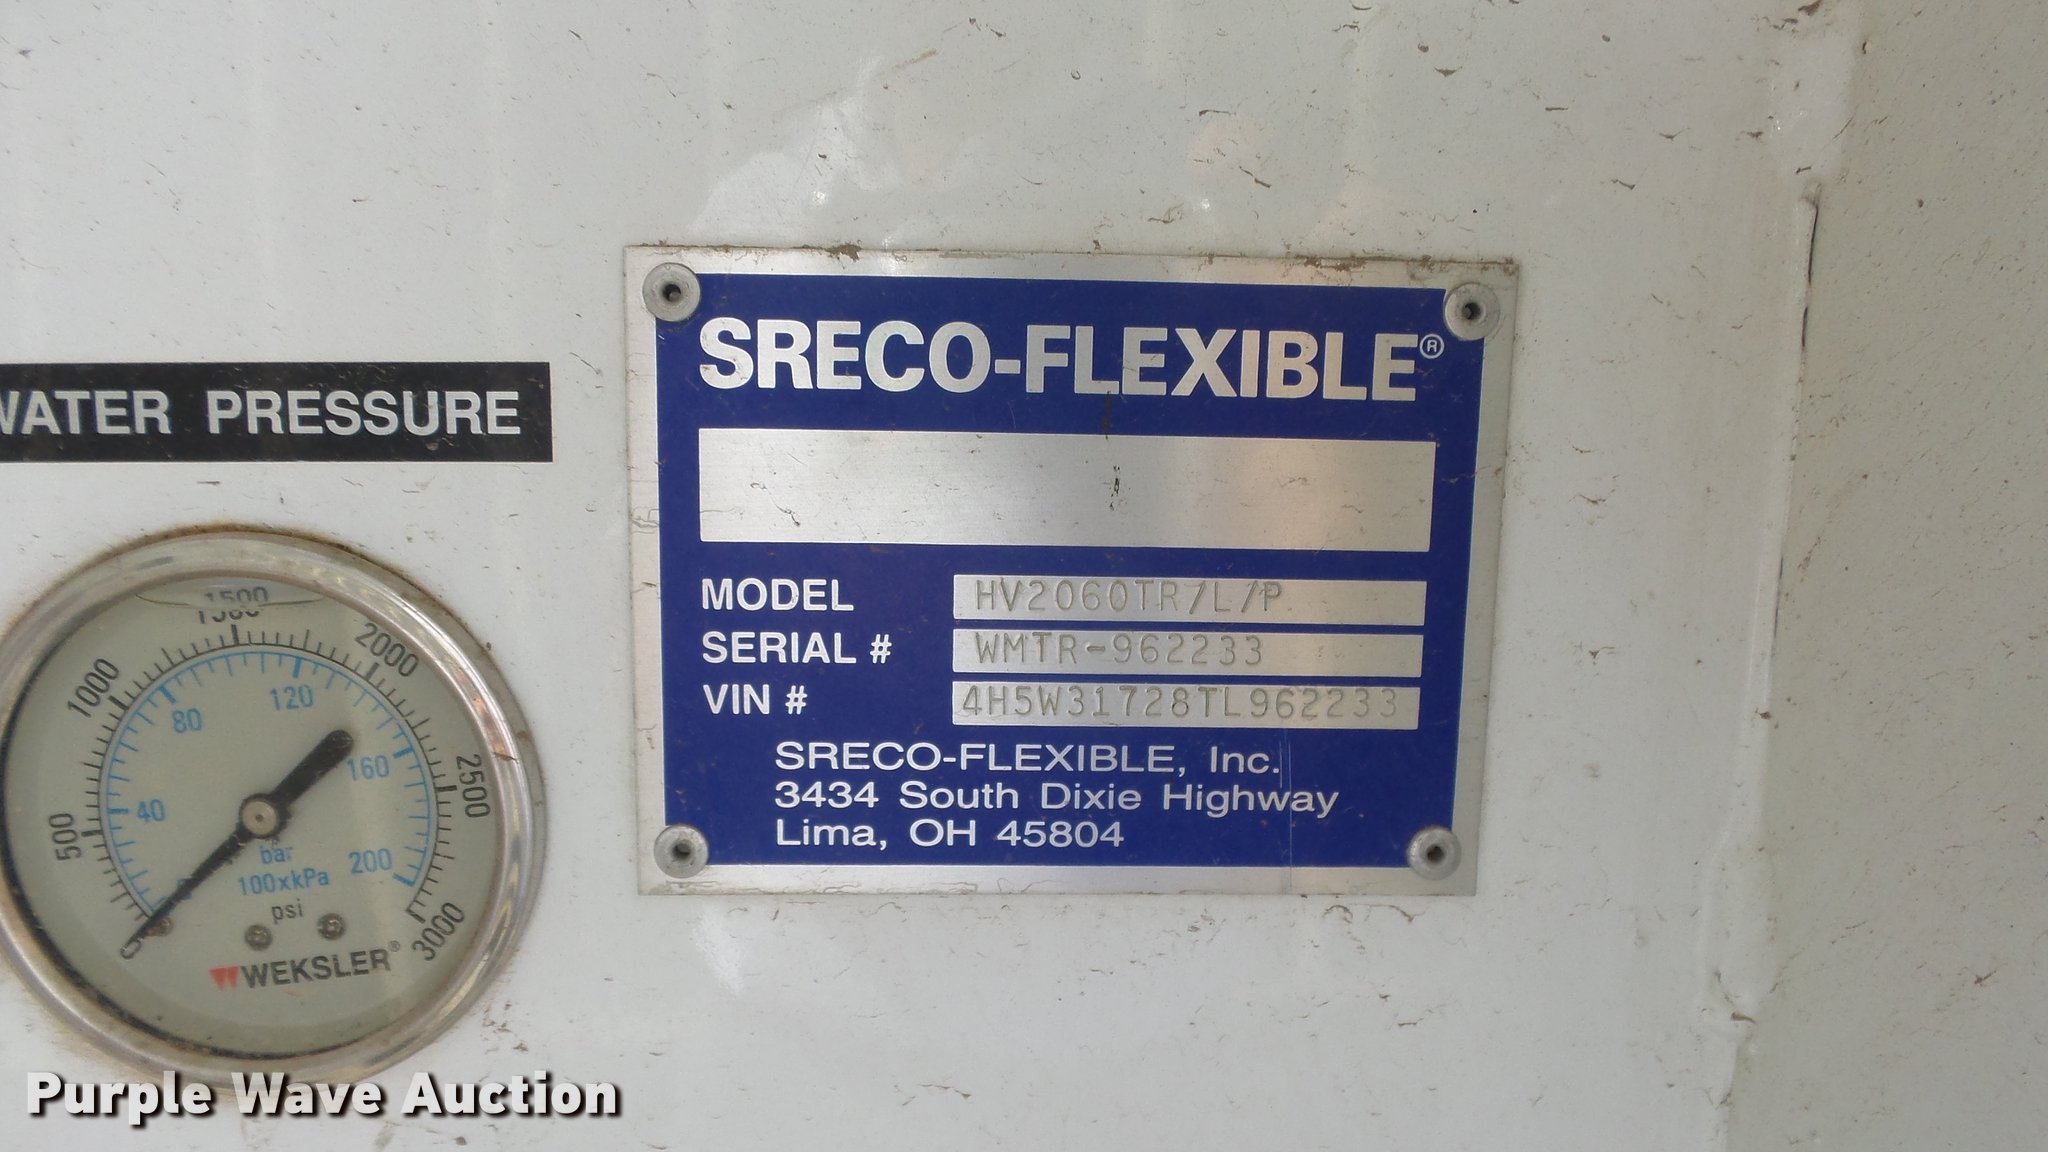 WATER PRESSURE
SRECO-FLEXIBLE®
MODEL HV2060TR/L/P
SERIAL # WMTR-962233
VIN # 4H5W31728TL962233
SRECO-FLEXIBLE, Inc.
3434 South Dixie Highway
Lima, OH 45804
0
500
1000
1500
2000
2500
3000
0
40
80
120
160
200
bar
100xkPa
psi
WEKSLER®
Purple Wave Auction